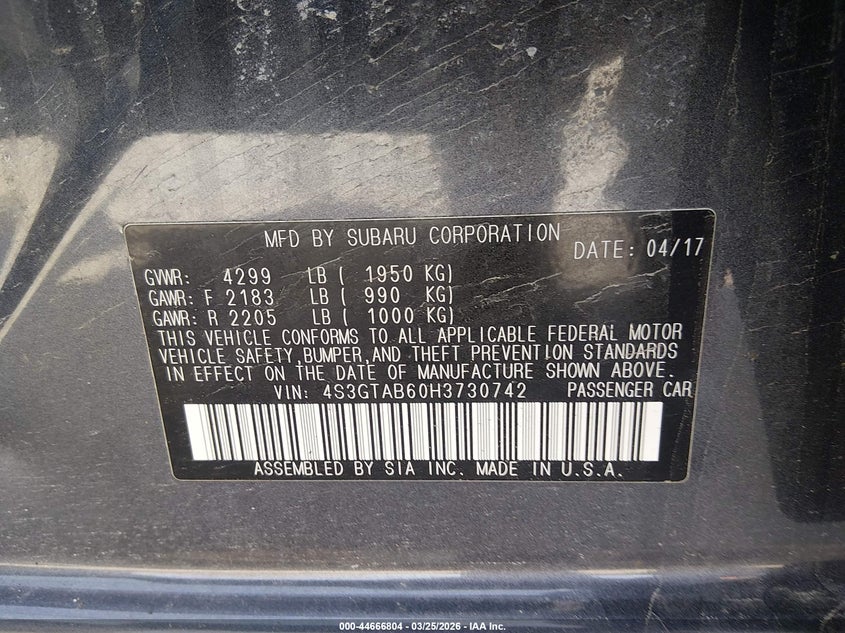 MFD BY SUBARU CORPORATION DATE: 04/17
GVWR: 4299 LB ( 1950 KG)
GAWR: F 2183 LB ( 990 KG)
GAWR: R 2205 LB ( 1000 KG)
THIS VEHICLE CONFORMS TO ALL APPLICABLE FEDERAL MOTOR
VEHICLE SAFETY, BUMPER, AND THEFT PREVENTION STANDARDS
IN EFFECT ON THE DATE OF MANUFACTURE SHOWN ABOVE.
VIN: 4S3GTAB60H3730742 PASSENGER CAR
ASSEMBLED BY SIA INC. MADE IN U.S.A.
000-44666804 - 03/25/2026 - IAA Inc.